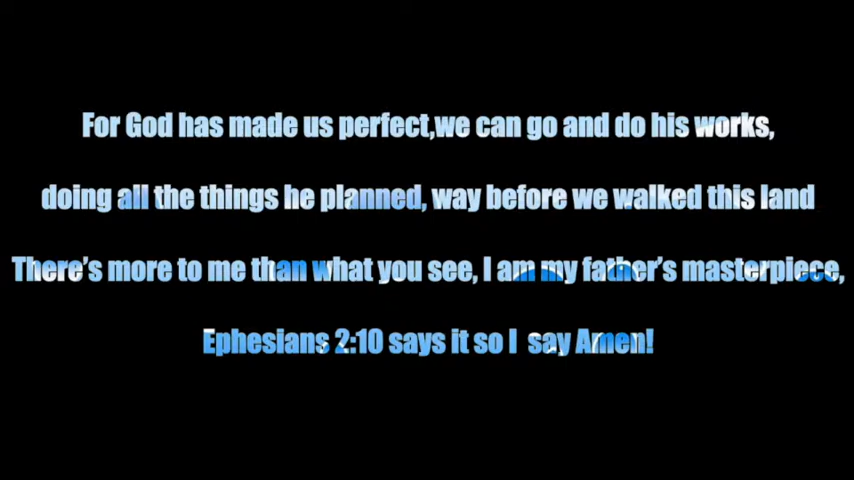 For God has made us perfect,we can go and do his works,
doing all the things he planned, way before we walked this land
There's more to me than what you see, I am my father's masterpiece,
Ephesians 2:10 says it so I say Amen!